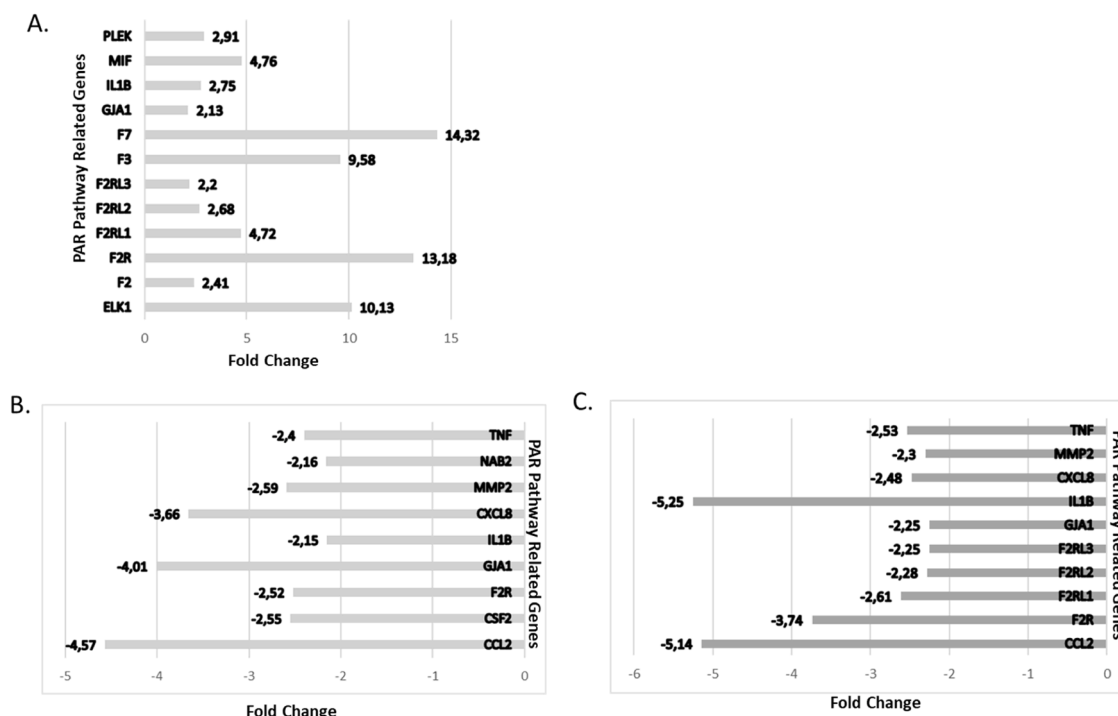 A.
PAR Pathway Related Genes
PLEK 2,91
MIF 4,76
IL1B 2,75
GJA1 2,13
F7 14,32
F3 9,58
F2RL3 2,2
F2RL2 2,68
F2RL1 4,72
F2R 13,18
F2 2,41
ELK1 10,13
0 5 10 15
Fold Change
B.
-2,4 TNF
-2,16 NAB2
-2,59 MMP2
-3,66 CXCL8
-2,15 IL1B
-4,01 GJA1
-2,52 F2R
-2,55 CSF2
-4,57 CCL2
PAR Pathway Related Genes
-5 -4 -3 -2 -1 0
Fold Change
C.
-2,53 TNF
-2,3 MMP2
-2,48 CXCL8
-5,25 IL1B
-2,25 GJA1
-2,25 F2RL3
-2,28 F2RL2
-2,61 F2RL1
-3,74 F2R
-5,14 CCL2
PAR Pathway Related Genes
-6 -5 -4 -3 -2 -1 0
Fold Change